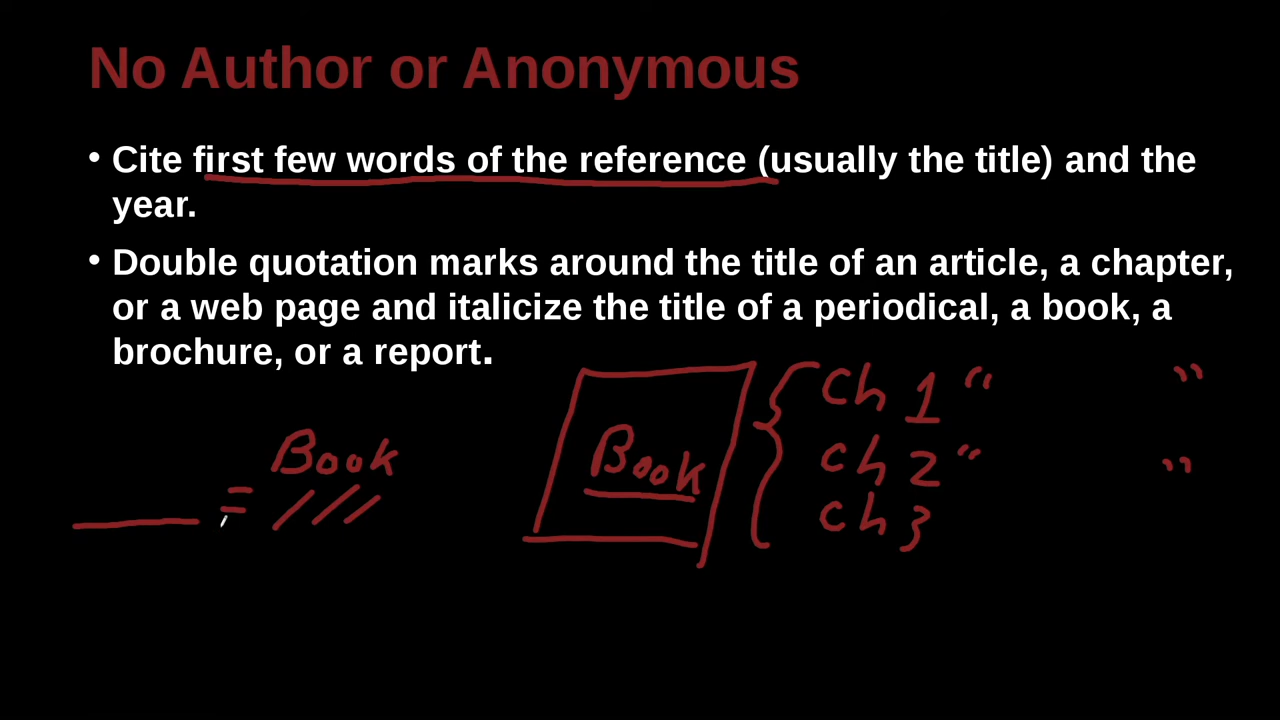 No Author or Anonymous
• Cite first few words of the reference (usually the title) and the
year.
• Double quotation marks around the title of an article, a chapter,
or a web page and italicize the title of a periodical, a book, a
brochure, or a report.
Ch 1 “ ”
Book
Book
Ch 2 “ ”
=
Ch 3